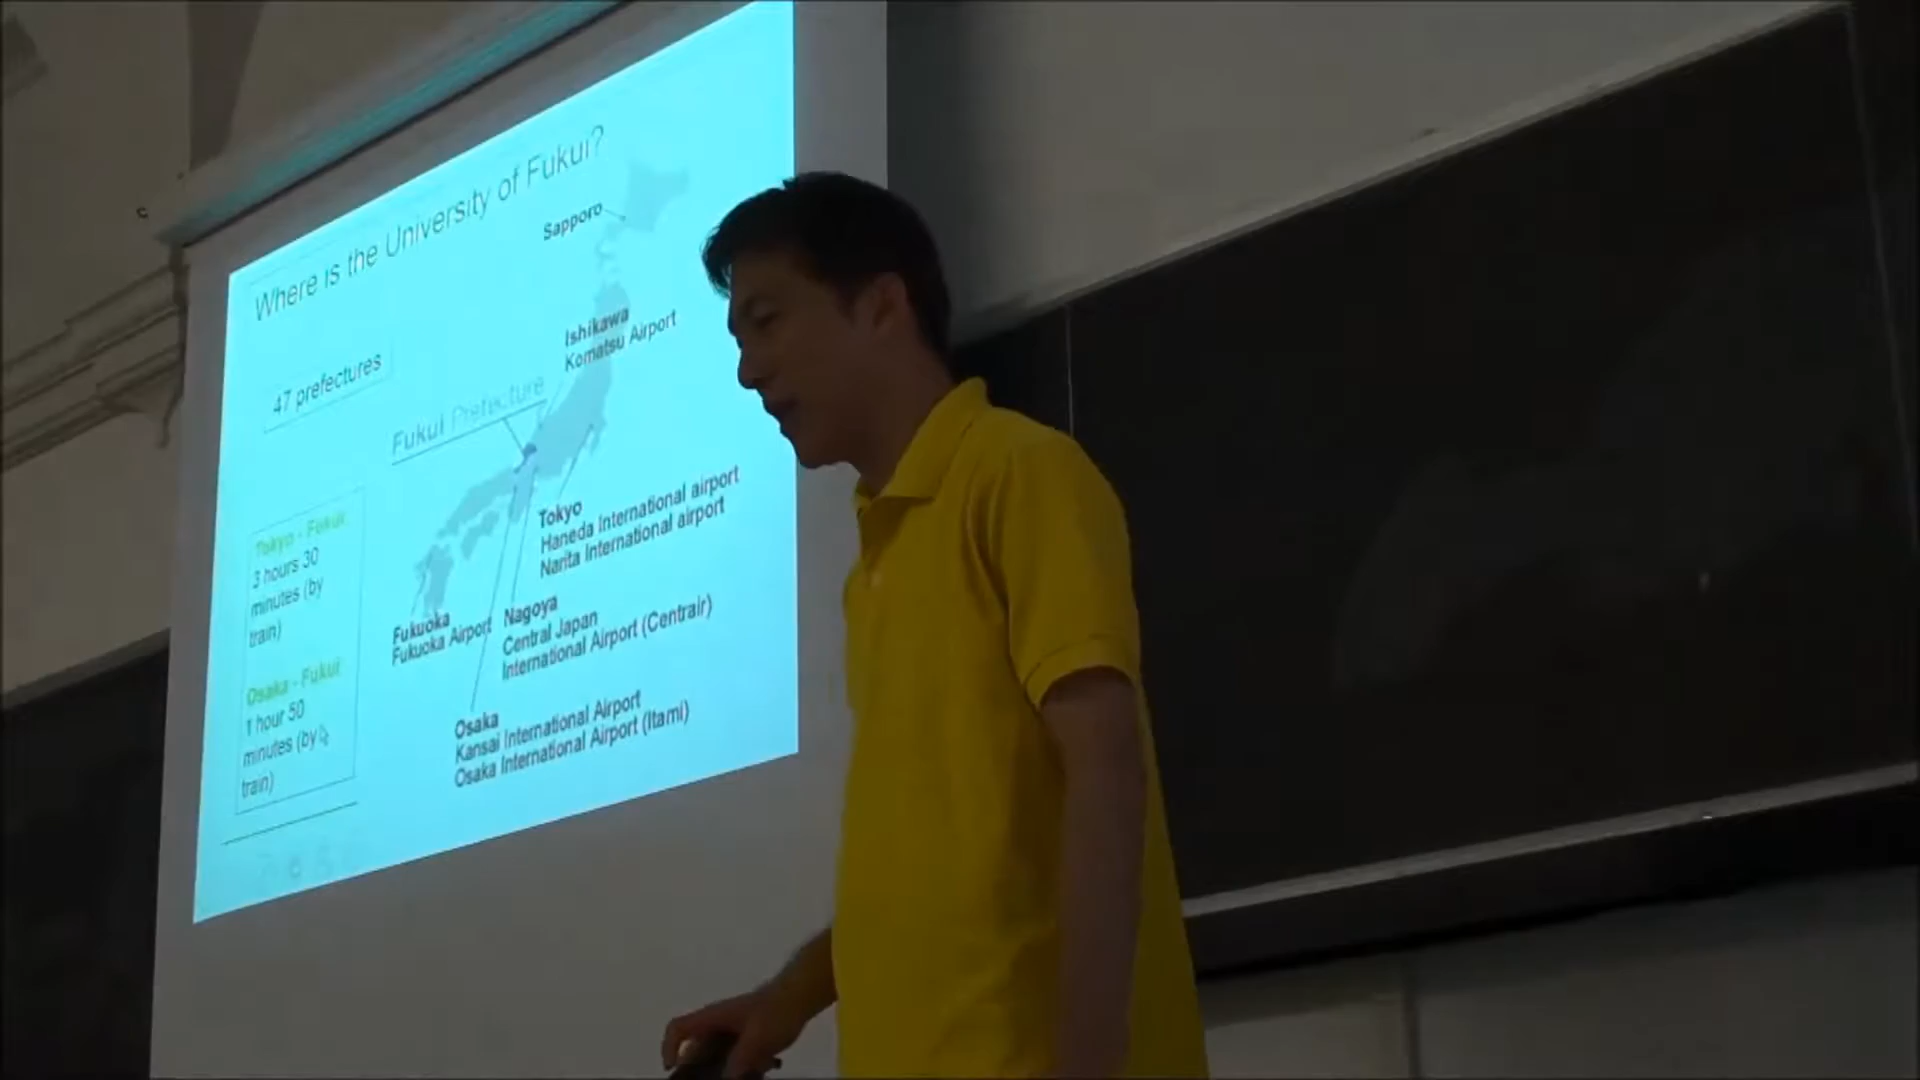 Where is the University of Fukui?
Sapporo
47 prefectures
Ishikawa
Komatsu Airport
Fukui Prefecture
Tokyo
Haneda International airport
Narita International airport
Tokyo - Fukui
3 hours 30
minutes (by
train)
Osaka - Fukui
1 hour 50
minutes (by
train)
Fukuoka
Fukuoka Airport
Nagoya
Central Japan
International Airport (Centrair)
Osaka
Kansai International Airport
Osaka International Airport (Itami)